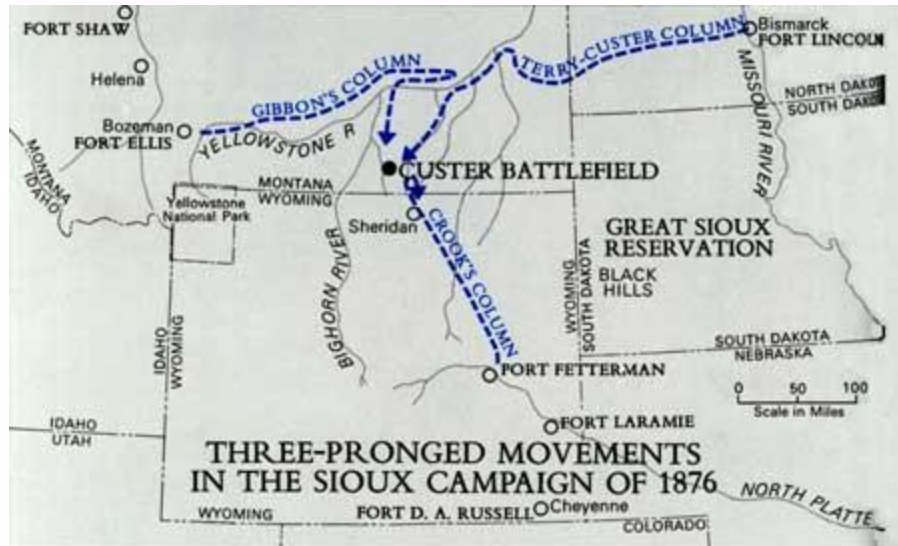 FORT SHAW
Helena
Bozeman
FORT ELLIS
GIBBON'S COLUMN
YELLOWSTONE R
TERRY-CUSTER COLUMN
Bismarck
FORT LINCOLN
MISSOURI RIVER
NORTH DAKO
SOUTH DAKO
MONTANA
IDAHO
CUSTER BATTLEFIELD
MONTANA
WYOMING
Yellowstone
National Park
Sheridan
CROOK'S COLUMN
BIGHORN RIVER
GREAT SIOUX
RESERVATION
WYOMING
SOUTH DAKOTA
BLACK
HILLS
IDAHO
WYOMING
SOUTH DAKOTA
NEBRASKA
PORT FETTERMAN
0 50 100
Scale in Miles
FORT LARAMIE
IDAHO
UTAH
THREE-PRONGED MOVEMENTS
IN THE SIOUX CAMPAIGN OF 1876
NORTH PLATTE
WYOMING
FORT D. A. RUSSELL
Cheyenne
COLORADO